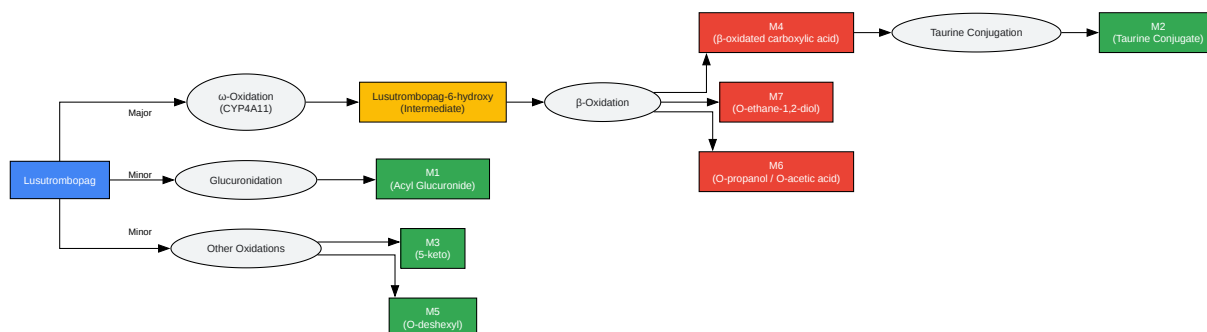 M4
(β-oxidated carboxylic acid)
Taurine Conjugation
M2
(Taurine Conjugate)
ω-Oxidation
(CYP4A11)
Lusutrombopag-6-hydroxy
(Intermediate)
β-Oxidation
M7
(O-ethane-1,2-diol)
Major
M6
(O-propanol / O-acetic acid)
Lusutrombopag
Minor
Glucuronidation
M1
(Acyl Glucuronide)
Minor
Other Oxidations
M3
(5-keto)
M5
(O-deshexyl)